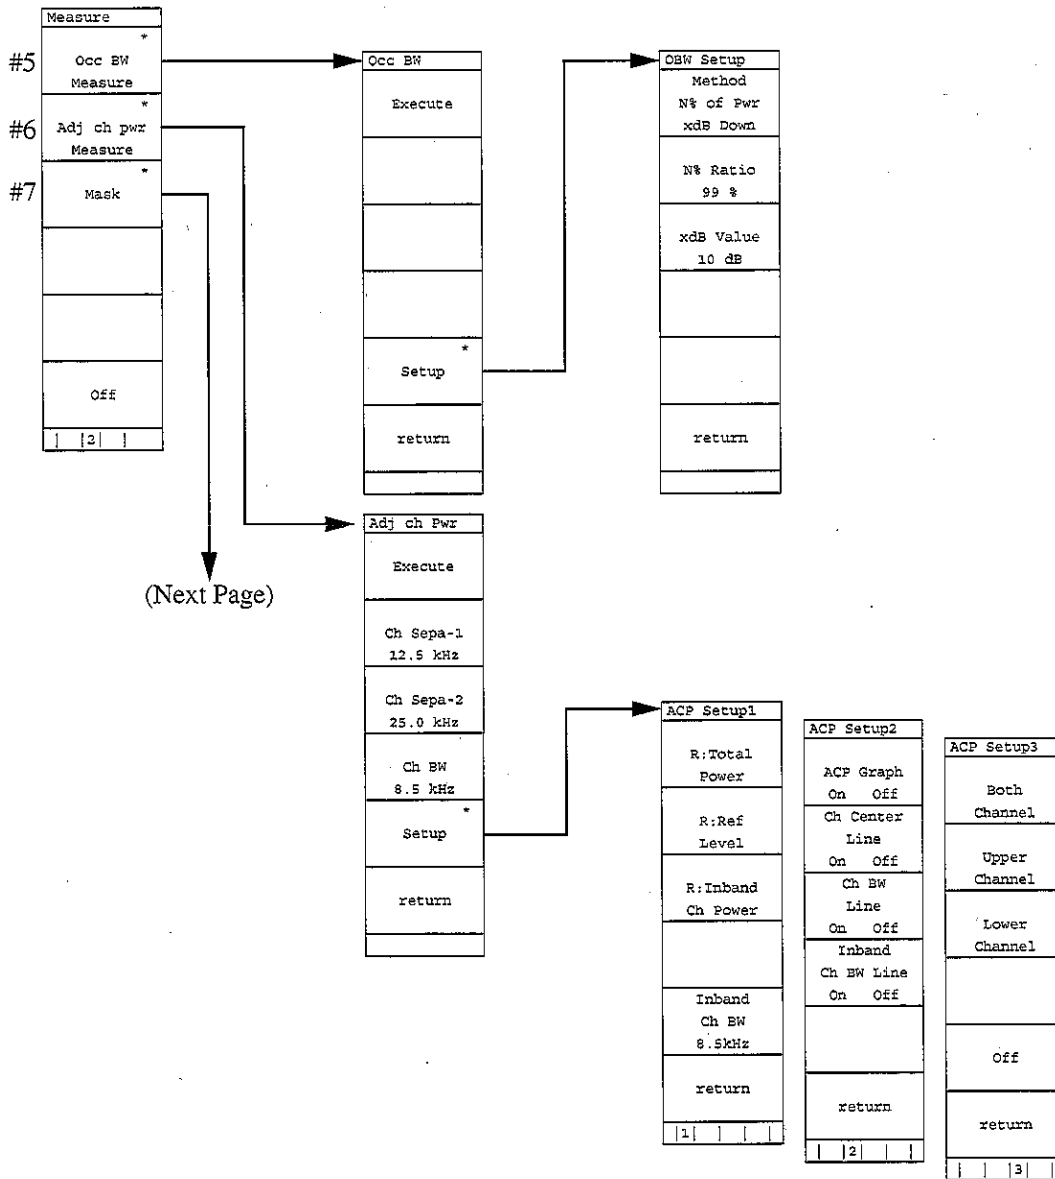 Measure
#5
*
Occ BW
Measure
#6
*
Adj ch pwr
Measure
#7
*
Mask
Off
| |2| |
(Next Page)
Occ BW
Execute
*
Setup
return
OBW Setup
Method
N% of Pwr
xdB Down
N% Ratio
99 %
xdB Value
10 dB
return
Adj ch Pwr
Execute
Ch Sepa-1
12.5 kHz
Ch Sepa-2
25.0 kHz
Ch BW
8.5 kHz
*
Setup
return
ACP Setup1
R:Total
Power
R:Ref
Level
R:Inband
Ch Power
Inband
Ch BW
8.5kHz
return
|1| | | |
ACP Setup2
ACP Graph
On Off
Ch Center
Line
On Off
Ch BW
Line
On Off
Inband
Ch BW Line
On Off
return
| |2| | |
ACP Setup3
Both
Channel
Upper
Channel
Lower
Channel
Off
return
| | |3| |